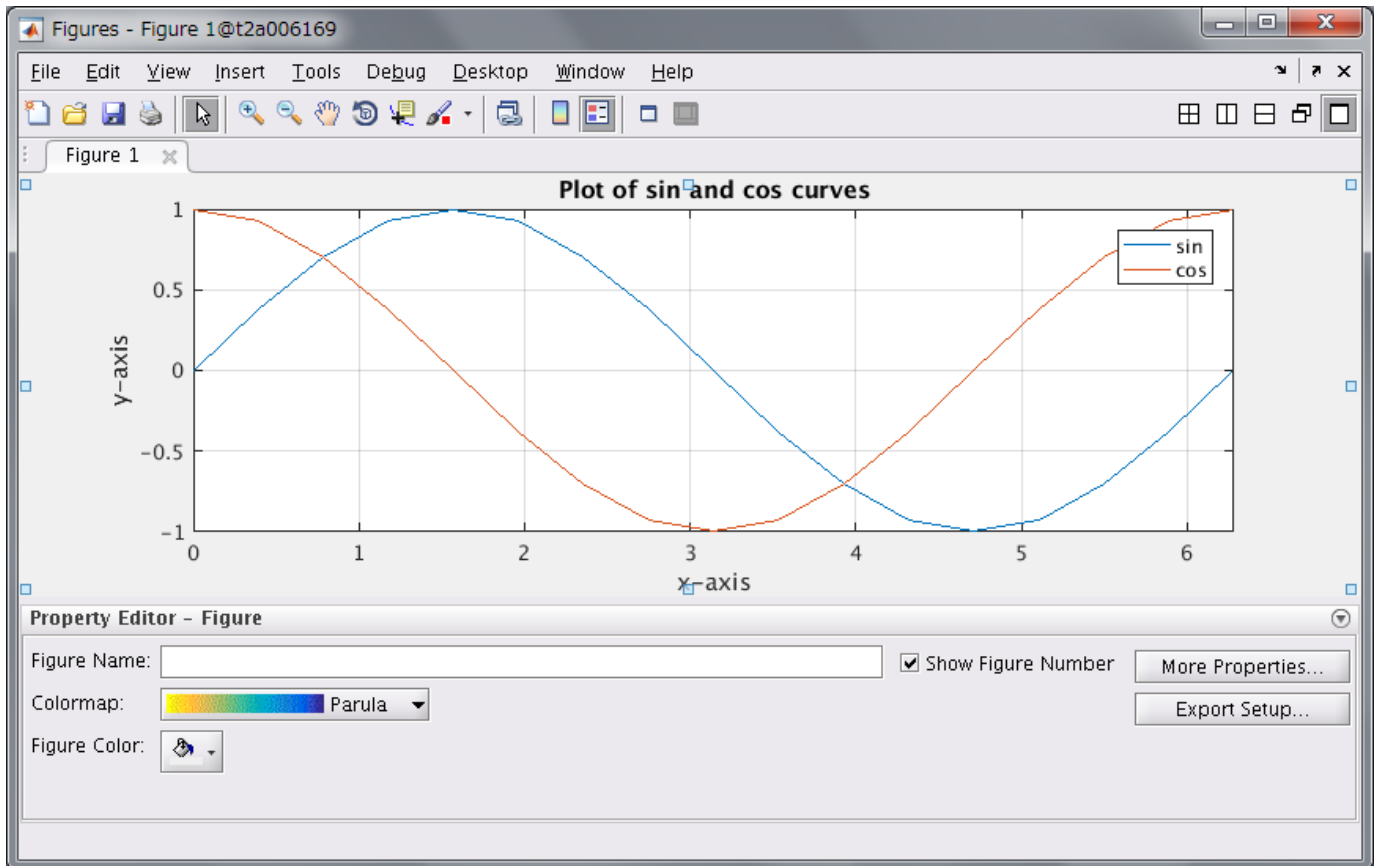 Figures - Figure 1@t2a006169
File Edit View Insert Tools Debug Desktop Window Help
Figure 1
Plot of sin and cos curves
1
0.5
0
-0.5
-1
y-axis
sin
cos
0 1 2 3 4 5 6
x-axis
Property Editor - Figure
Figure Name: Show Figure Number More Properties...
Colormap: Parula Export Setup...
Figure Color: